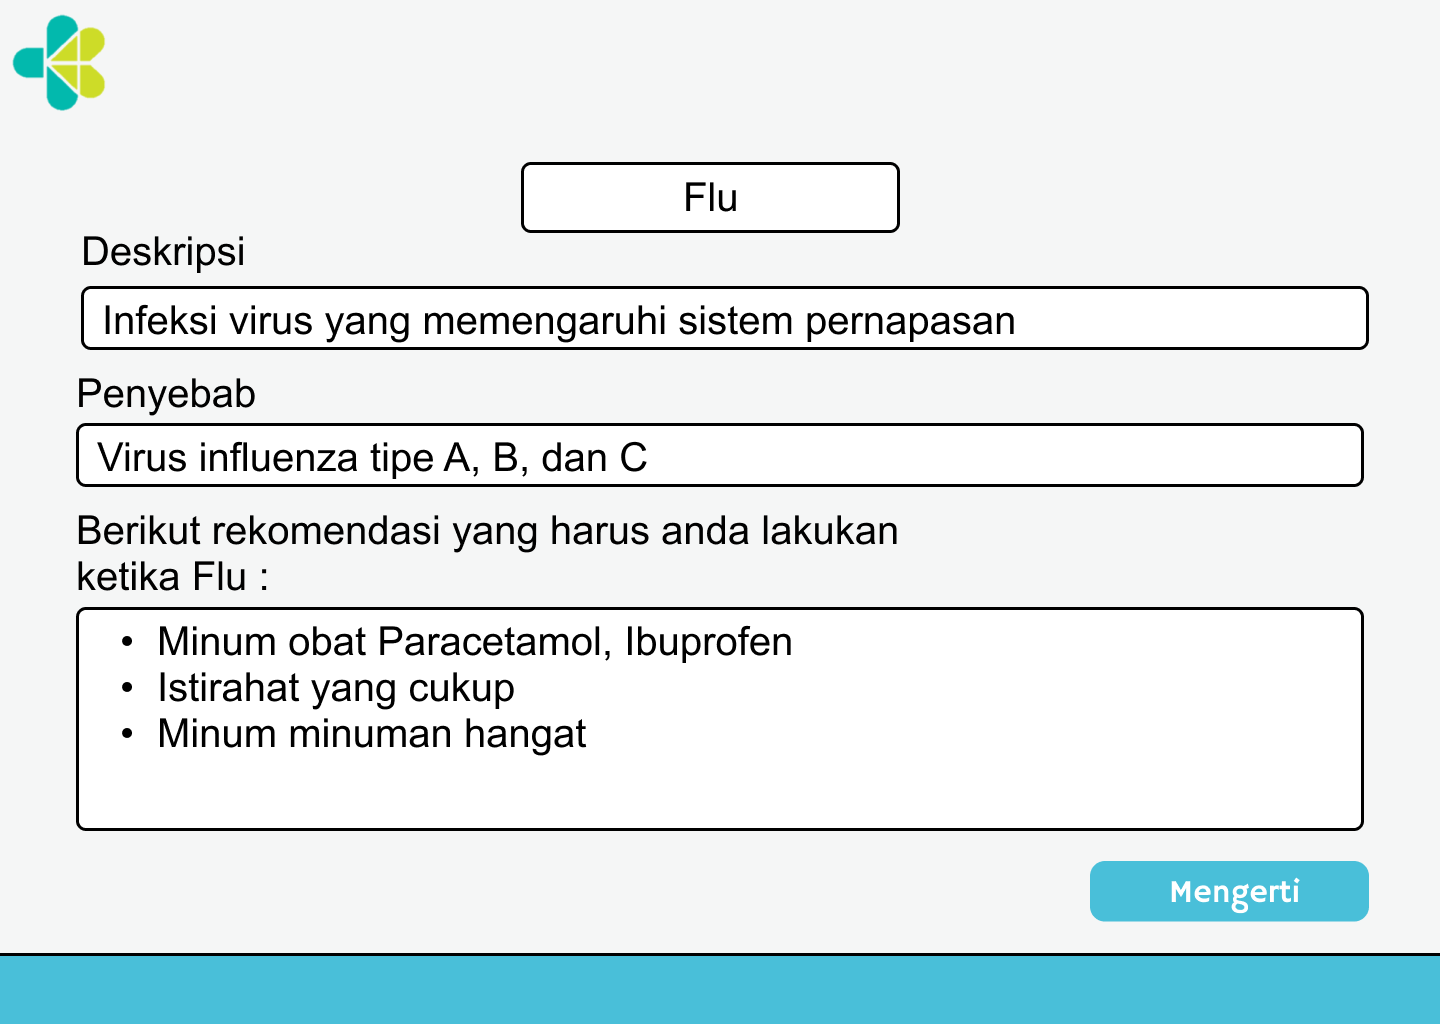 Flu
Deskripsi
Infeksi virus yang memengaruhi sistem pernapasan
Penyebab
Virus influenza tipe A, B, dan C
Berikut rekomendasi yang harus anda lakukan
ketika Flu :
• Minum obat Paracetamol, Ibuprofen
• Istirahat yang cukup
• Minum minuman hangat
Mengerti